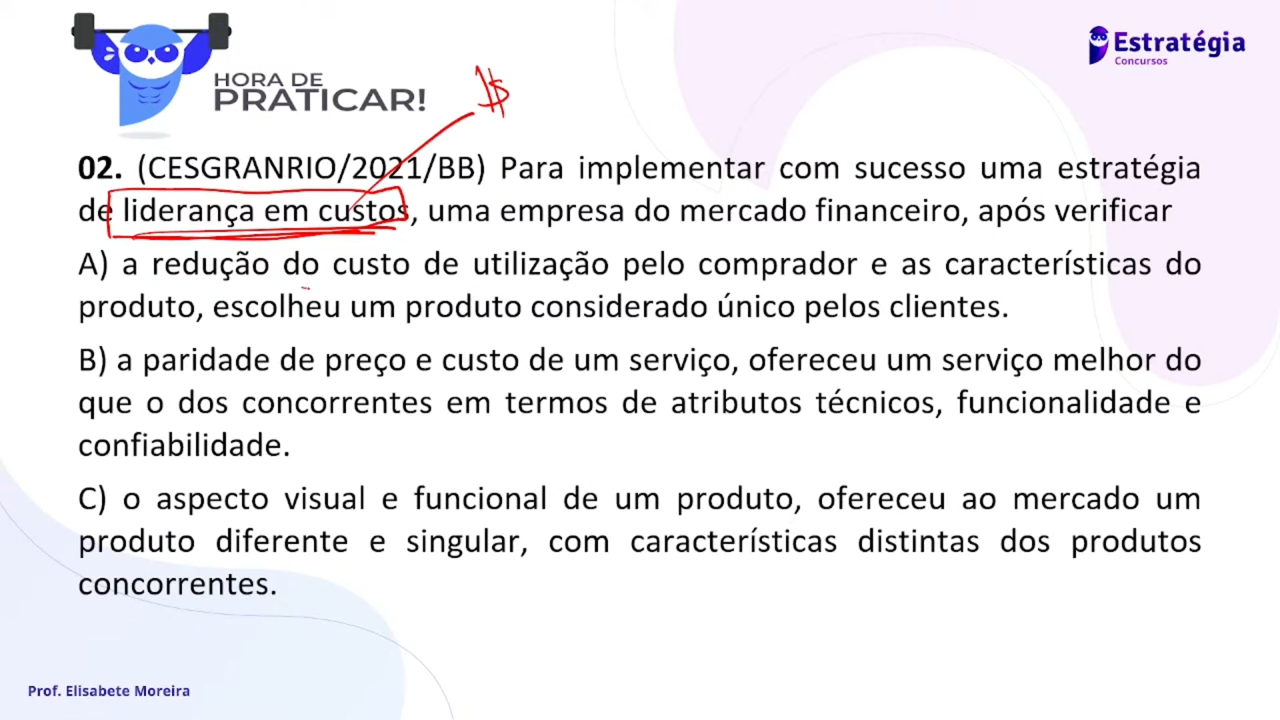 HORA DE
PRATICAR!
Estratégia
Concursos
$
02. (CESGRANRIO/2021/BB) Para implementar com sucesso uma estratégia
de liderança em custos, uma empresa do mercado financeiro, após verificar
A) a redução do custo de utilização pelo comprador e as características do
produto, escolheu um produto considerado único pelos clientes.
B) a paridade de preço e custo de um serviço, ofereceu um serviço melhor do
que o dos concorrentes em termos de atributos técnicos, funcionalidade e
confiabilidade.
C) o aspecto visual e funcional de um produto, ofereceu ao mercado um
produto diferente e singular, com características distintas dos produtos
concorrentes.
Prof. Elisabete Moreira